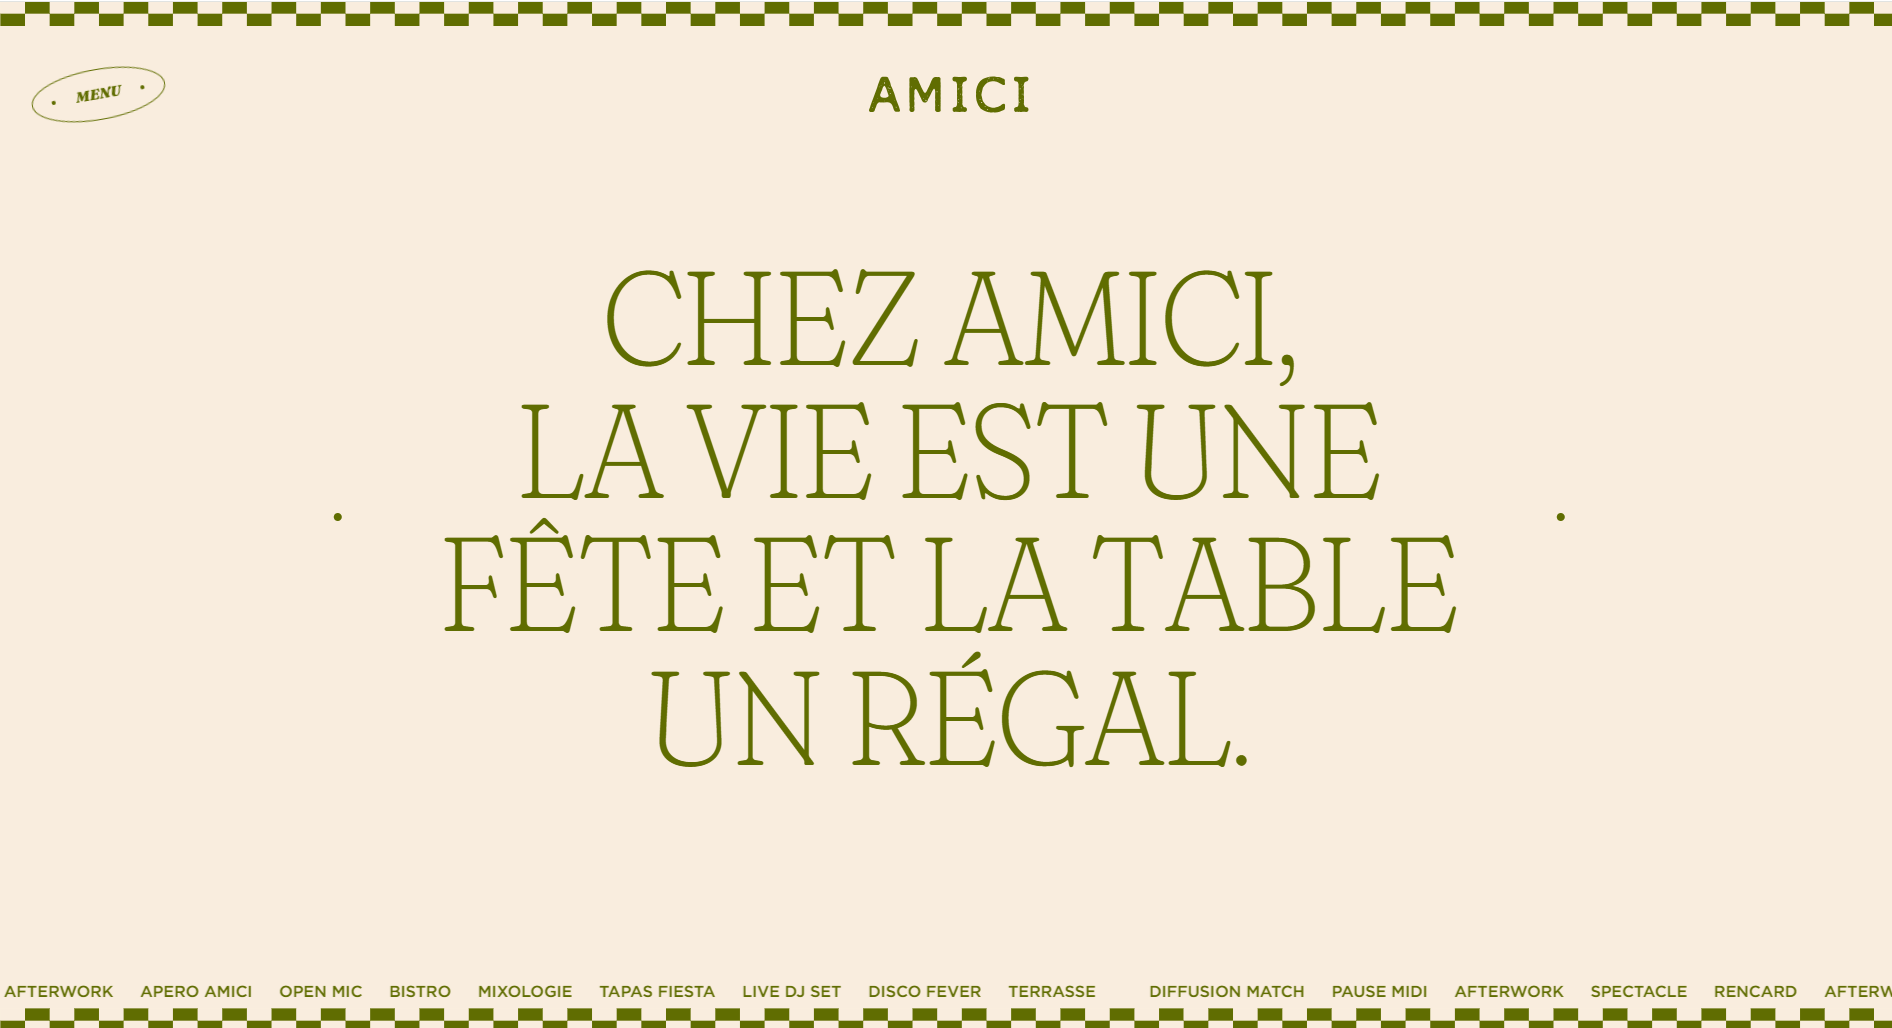 MENU
AMICI
CHEZ AMICI,
LA VIE EST UNE
FÊTE ET LA TABLE
UN RÉGAL.
AFTERWORK APERO AMICI OPEN MIC BISTRO MIXOLOGIE TAPAS FIESTA LIVE DJ SET DISCO FEVER TERRASSE DIFFUSION MATCH PAUSE MIDI AFTERWORK SPECTACLE RENCARD AFTERW